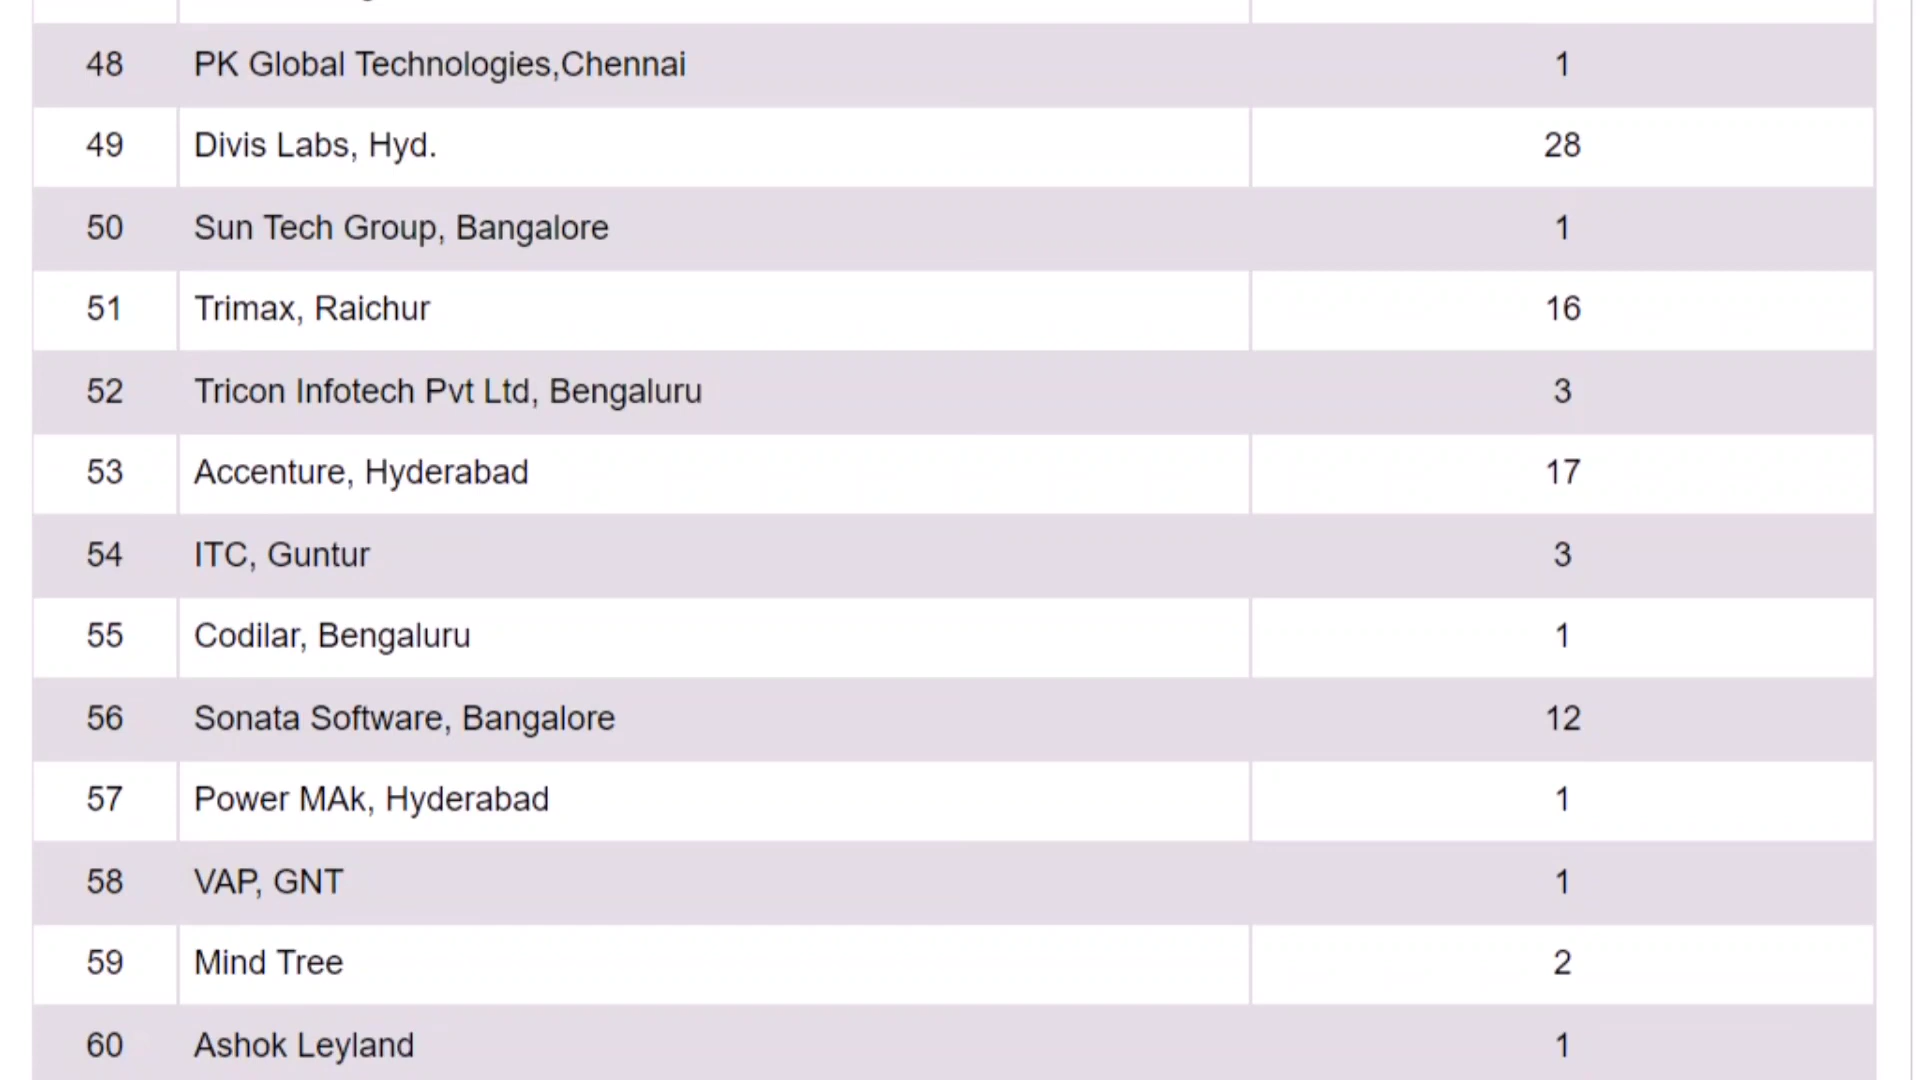 48 PK Global Technologies,Chennai 1
49 Divis Labs, Hyd. 28
50 Sun Tech Group, Bangalore 1
51 Trimax, Raichur 16
52 Tricon Infotech Pvt Ltd, Bengaluru 3
53 Accenture, Hyderabad 17
54 ITC, Guntur 3
55 Codilar, Bengaluru 1
56 Sonata Software, Bangalore 12
57 Power MAk, Hyderabad 1
58 VAP, GNT 1
59 Mind Tree 2
60 Ashok Leyland 1